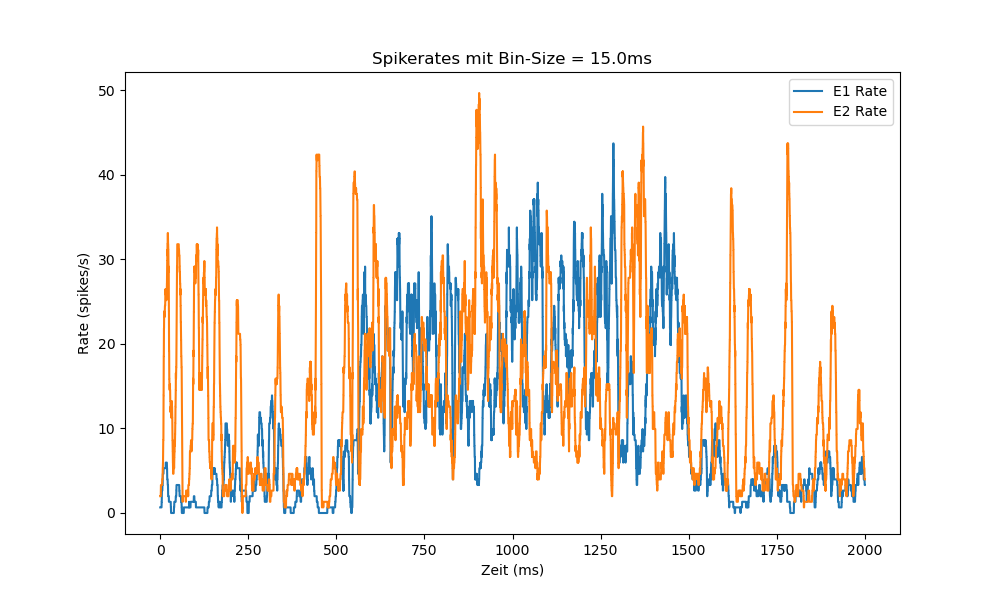 Spikerates mit Bin-Size = 15.0ms
E1 Rate
E2 Rate
Rate (spikes/s)
50
40
30
20
10
0
0 250 500 750 1000 1250 1500 1750 2000
Zeit (ms)